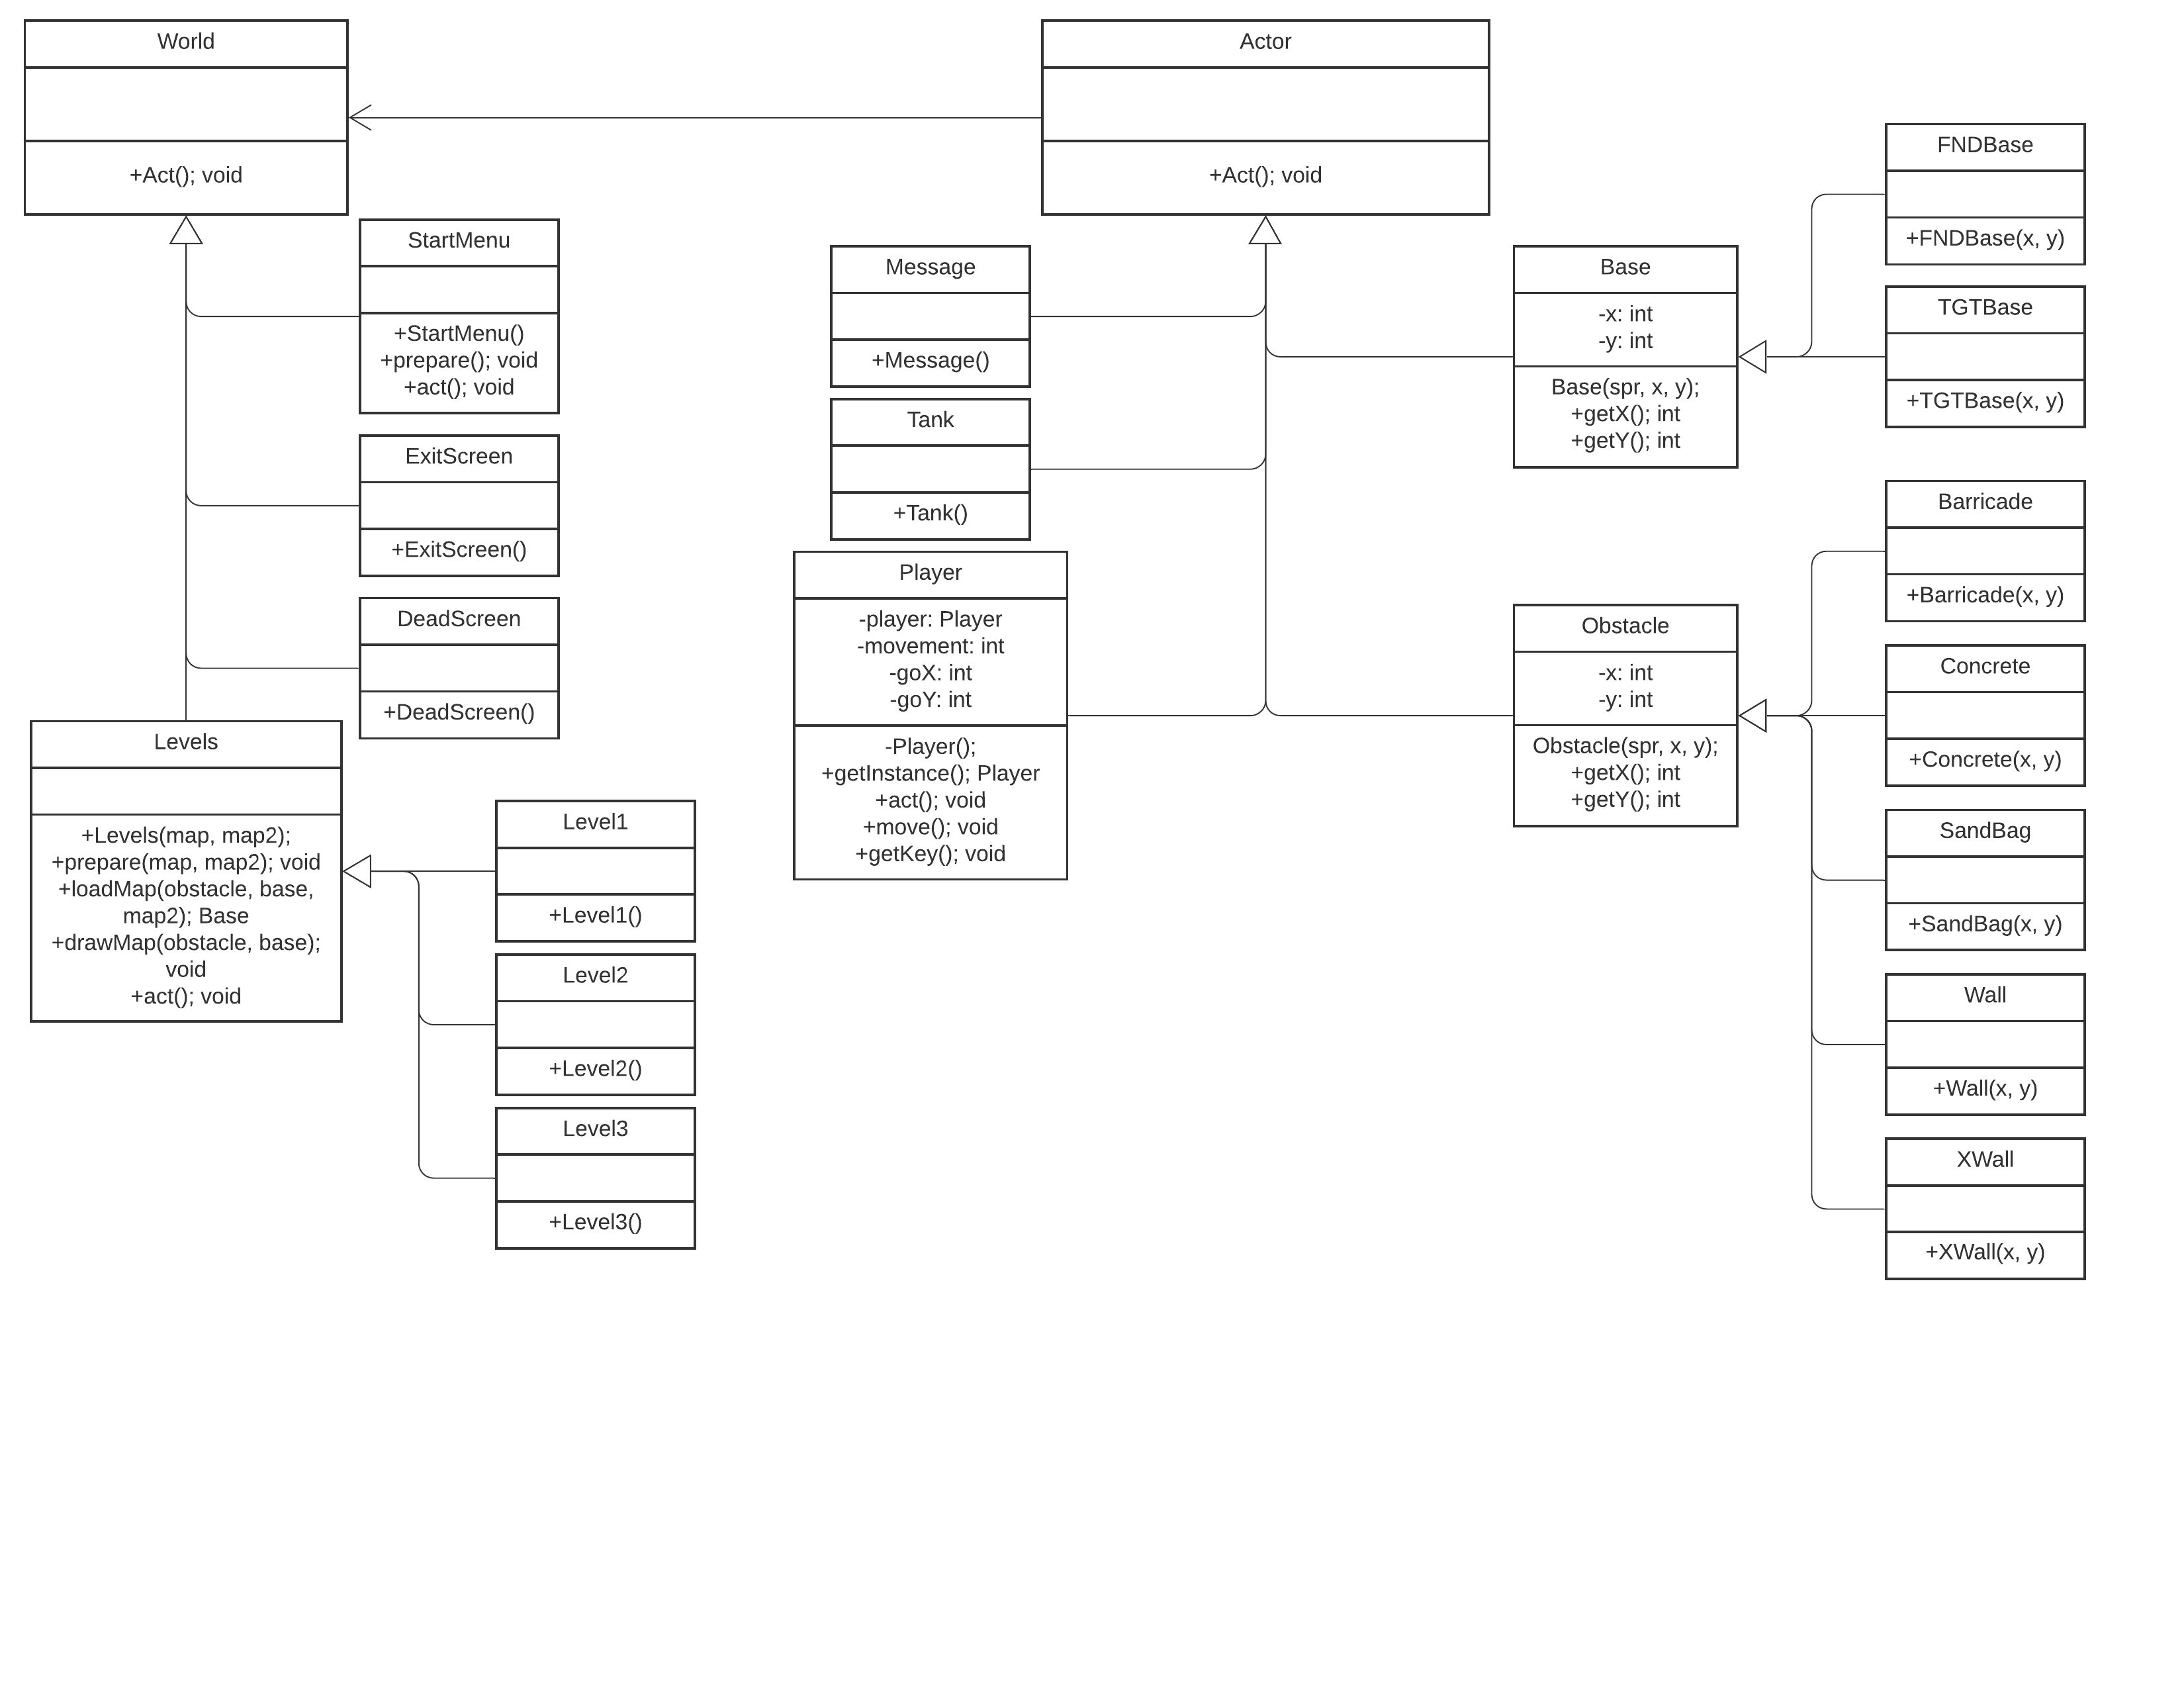 World
+Act(); void
Actor
+Act(); void
StartMenu
+StartMenu()
+prepare(); void
+act(); void
ExitScreen
+ExitScreen()
DeadScreen
+DeadScreen()
Levels
+Levels(map, map2);
+prepare(map, map2); void
+loadMap(obstacle, base,
map2); Base
+drawMap(obstacle, base);
void
+act(); void
Level1
+Level1()
Level2
+Level2()
Level3
+Level3()
Message
+Message()
Tank
+Tank()
Player
-player: Player
-movement: int
-goX: int
-goY: int
-Player();
+getInstance(); Player
+act(); void
+move(); void
+getKey(); void
Base
-x: int
-y: int
Base(spr, x, y);
+getX(); int
+getY(); int
Obstacle
-x: int
-y: int
Obstacle(spr, x, y);
+getX(); int
+getY(); int
FNDBase
+FNDBase(x, y)
TGTBase
+TGTBase(x, y)
Barricade
+Barricade(x, y)
Concrete
+Concrete(x, y)
SandBag
+SandBag(x, y)
Wall
+Wall(x, y)
XWall
+XWall(x, y)